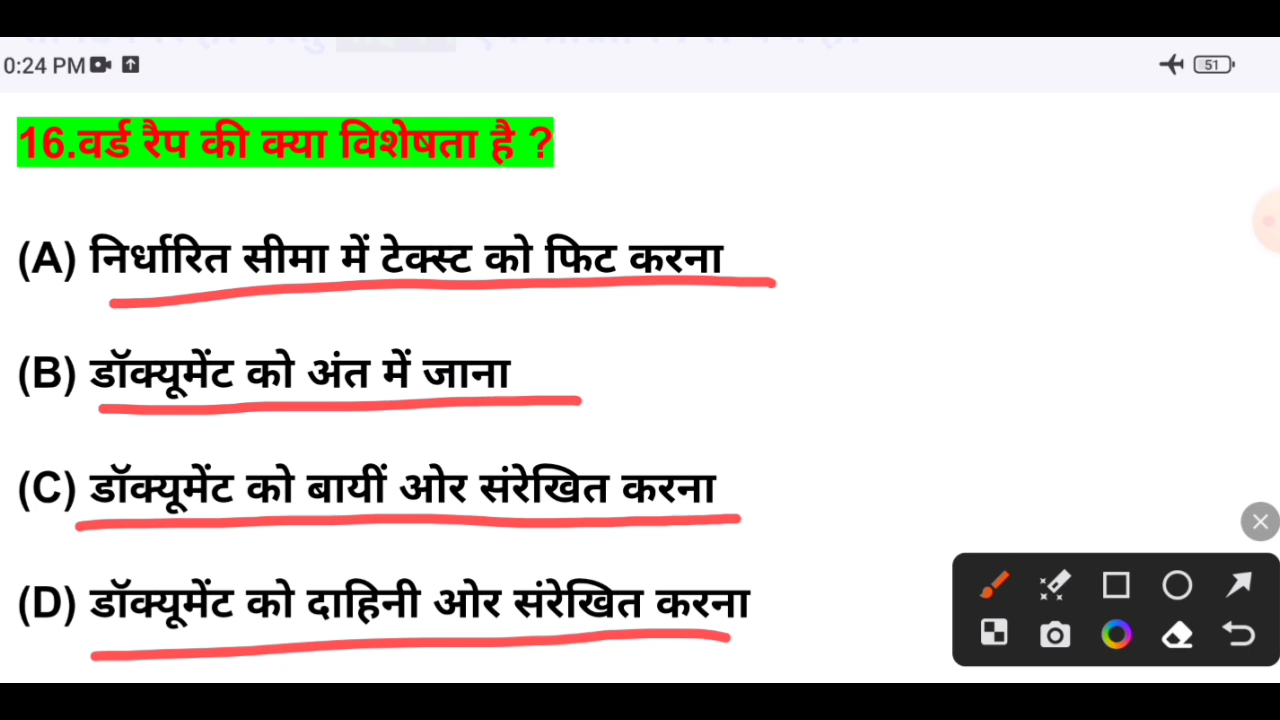 0:24 PM
51
16.वर्ड रैप की क्या विशेषता है ?
(A) निर्धारित सीमा में टेक्स्ट को फिट करना
(B) डॉक्यूमेंट को अंत में जाना
(C) डॉक्यूमेंट को बायीं ओर संरेखित करना
(D) डॉक्यूमेंट को दाहिनी ओर संरेखित करना